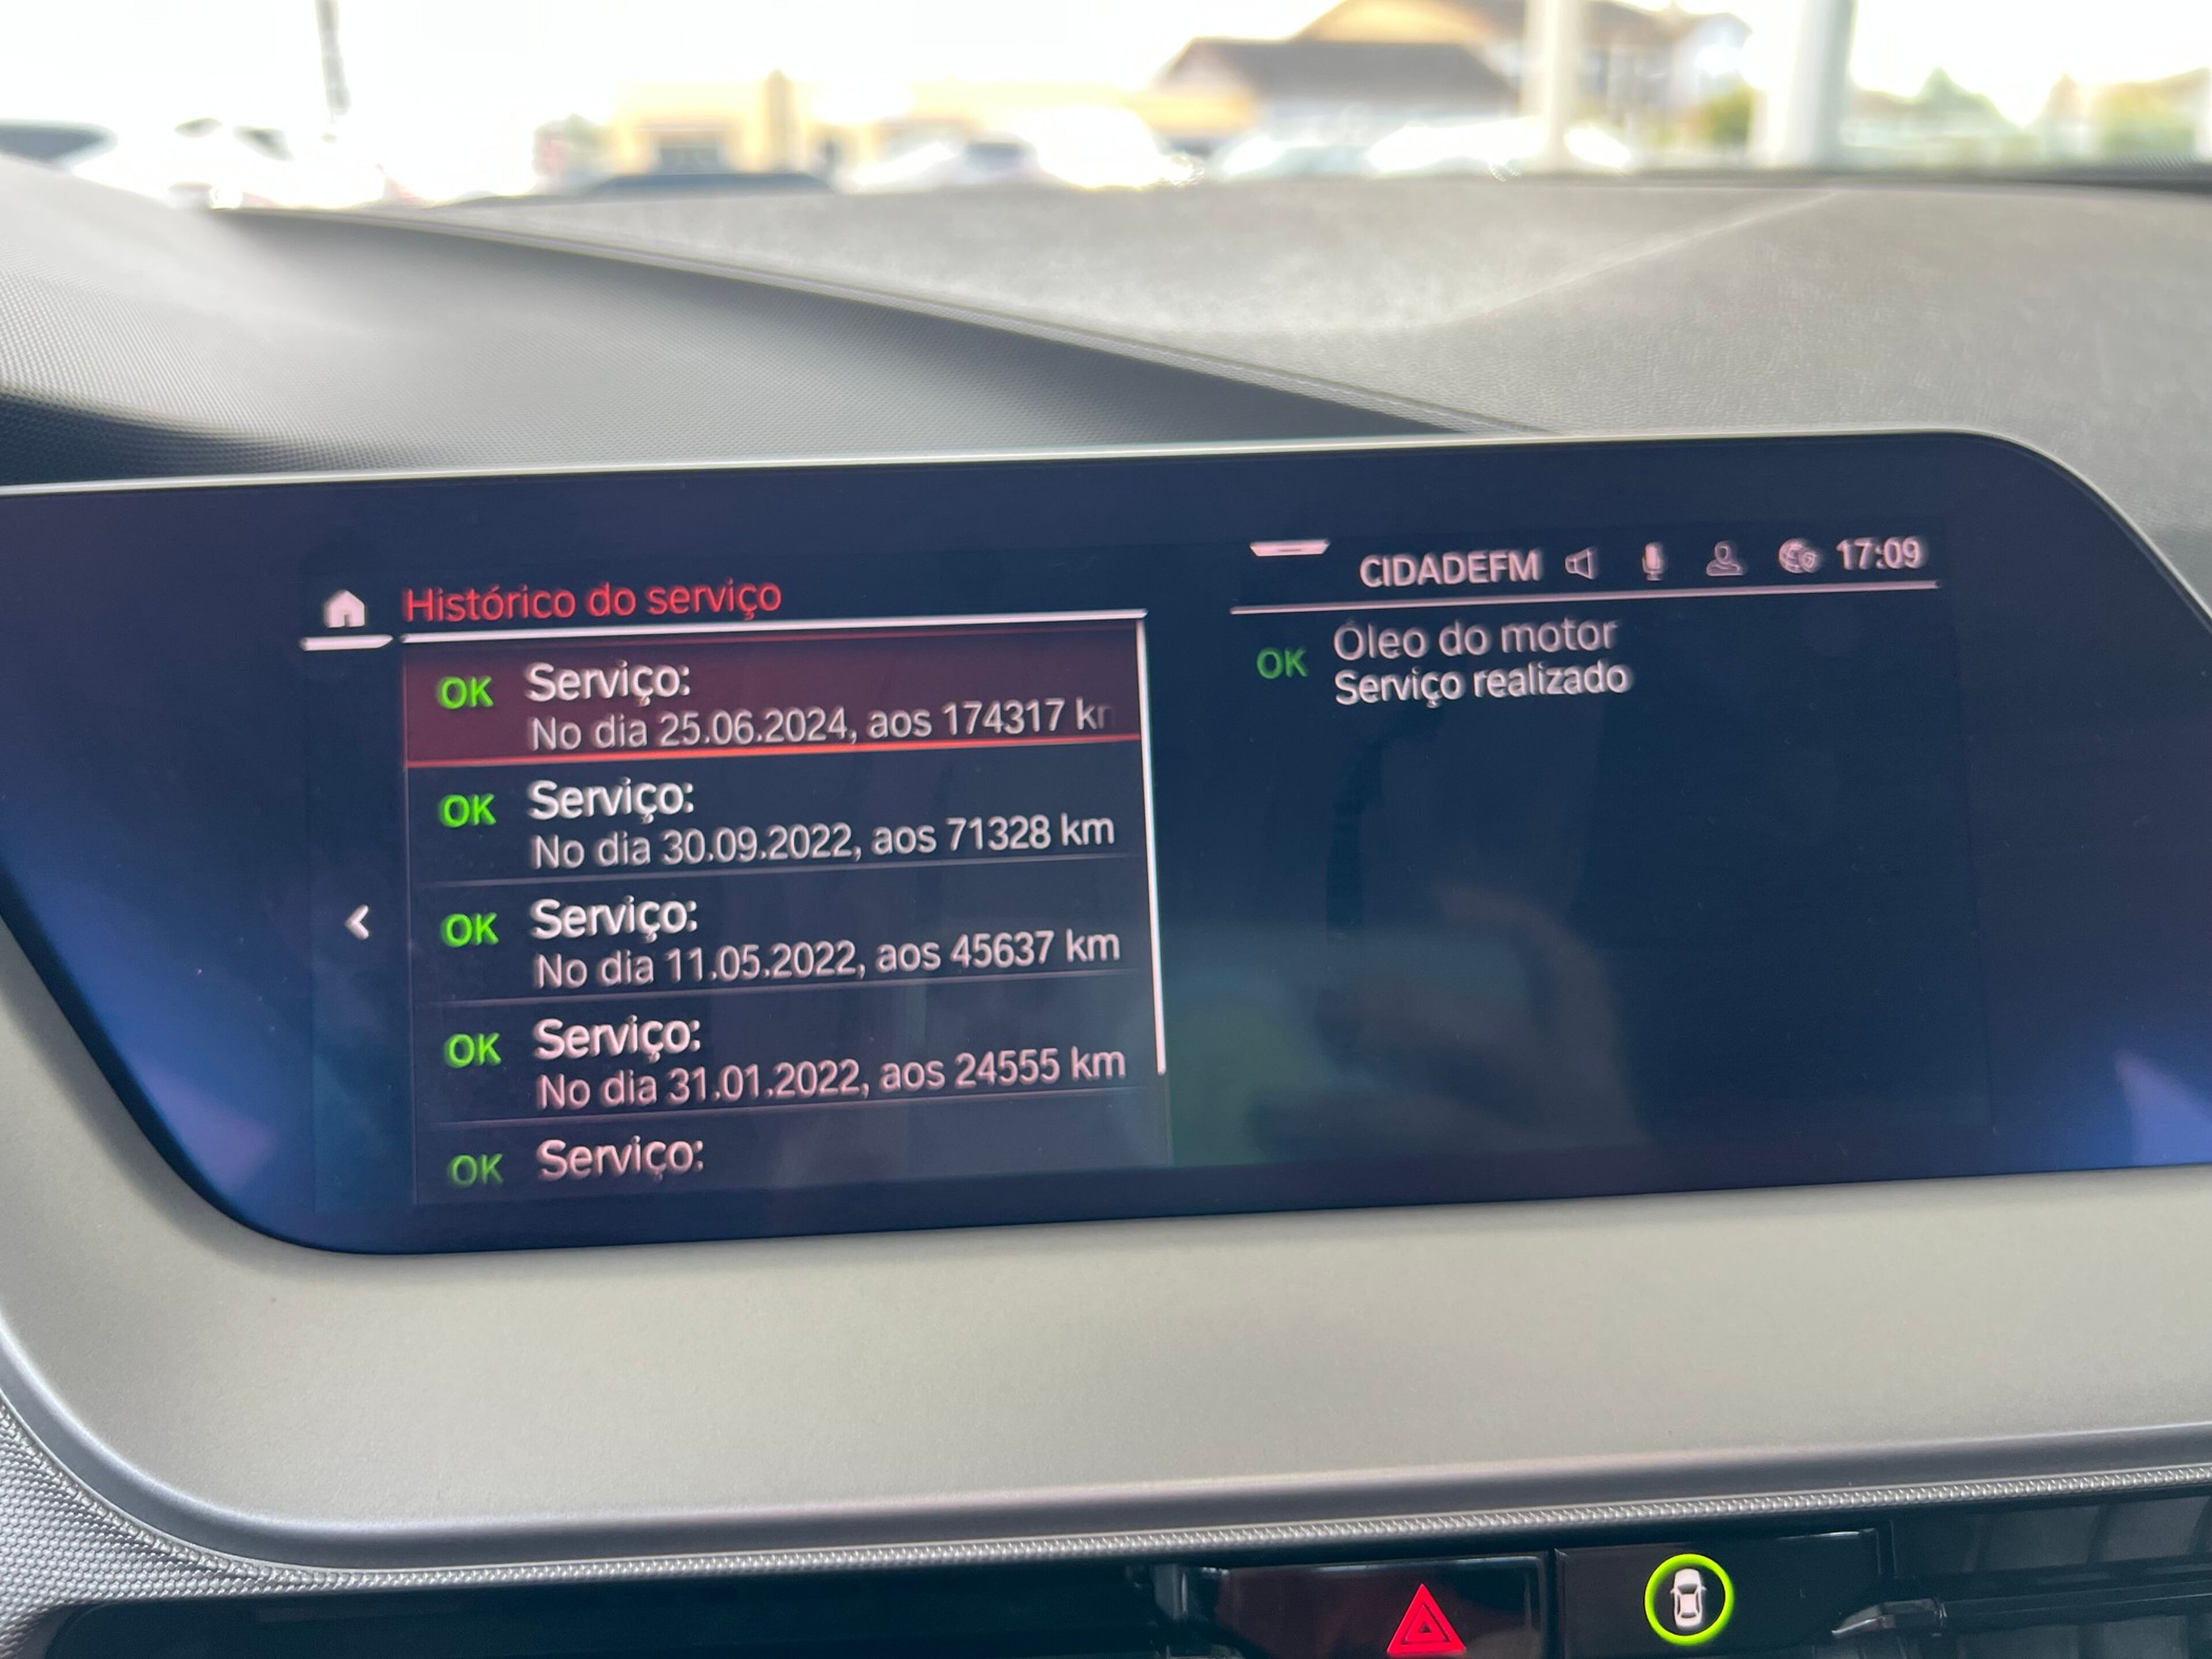 Histórico do serviço
OK Serviço:
No dia 25.06.2024, aos 174317 k
OK Serviço:
No dia 30.09.2022, aos 71328 km
OK Serviço:
No dia 11.05.2022, aos 45637 km
OK Serviço:
No dia 31.01.2022, aos 24555 km
OK Serviço:
CIDADEFM 17:09
OK Óleo do motor
Serviço realizado